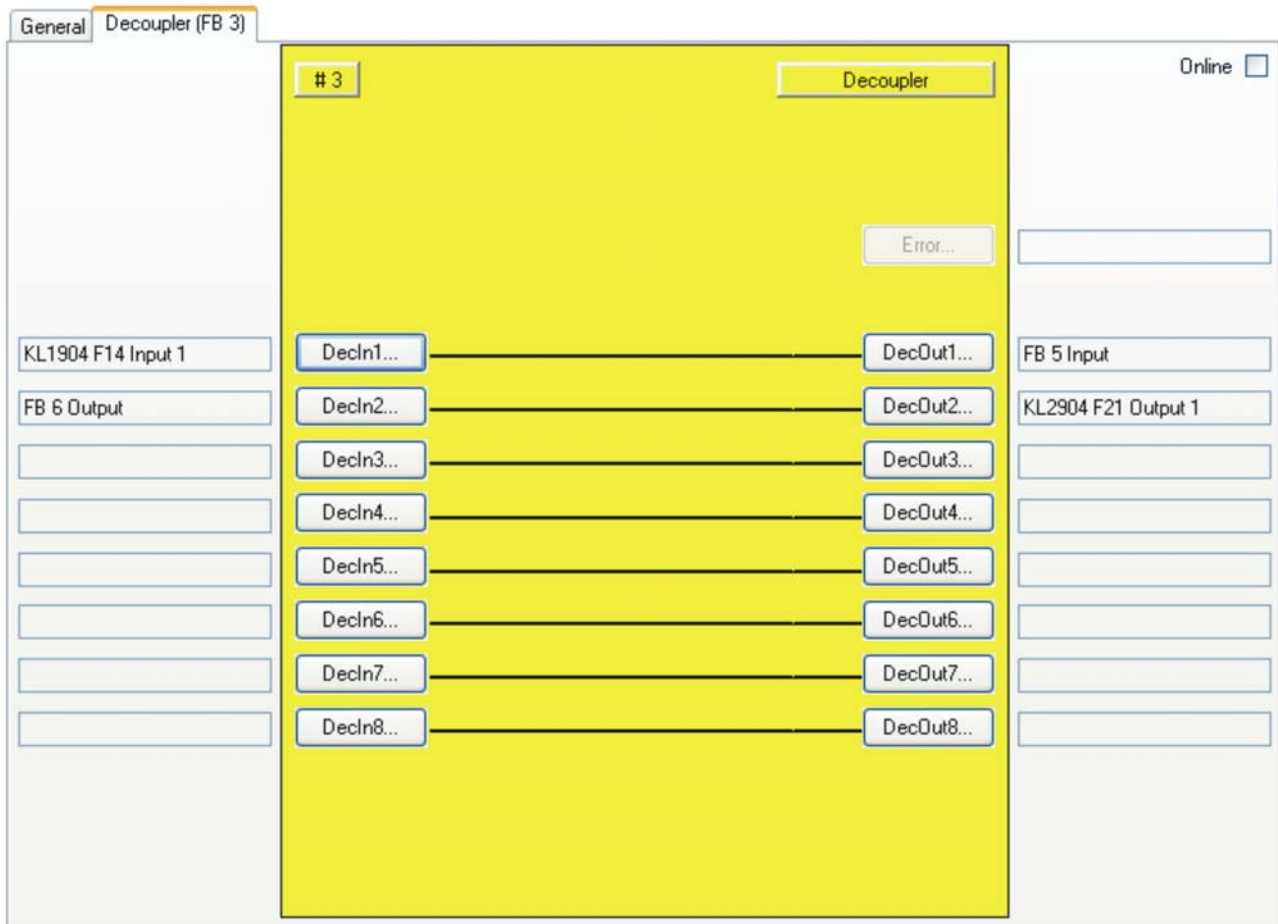 General
Decoupler (FB 3)
# 3
Decoupler
Online
Error...
KL1904 F14 Input 1
DecIn1...
DecOut1...
FB 5 Input
FB 6 Output
DecIn2...
DecOut2...
KL2904 F21 Output 1
DecIn3...
DecOut3...
DecIn4...
DecOut4...
DecIn5...
DecOut5...
DecIn6...
DecOut6...
DecIn7...
DecOut7...
DecIn8...
DecOut8...